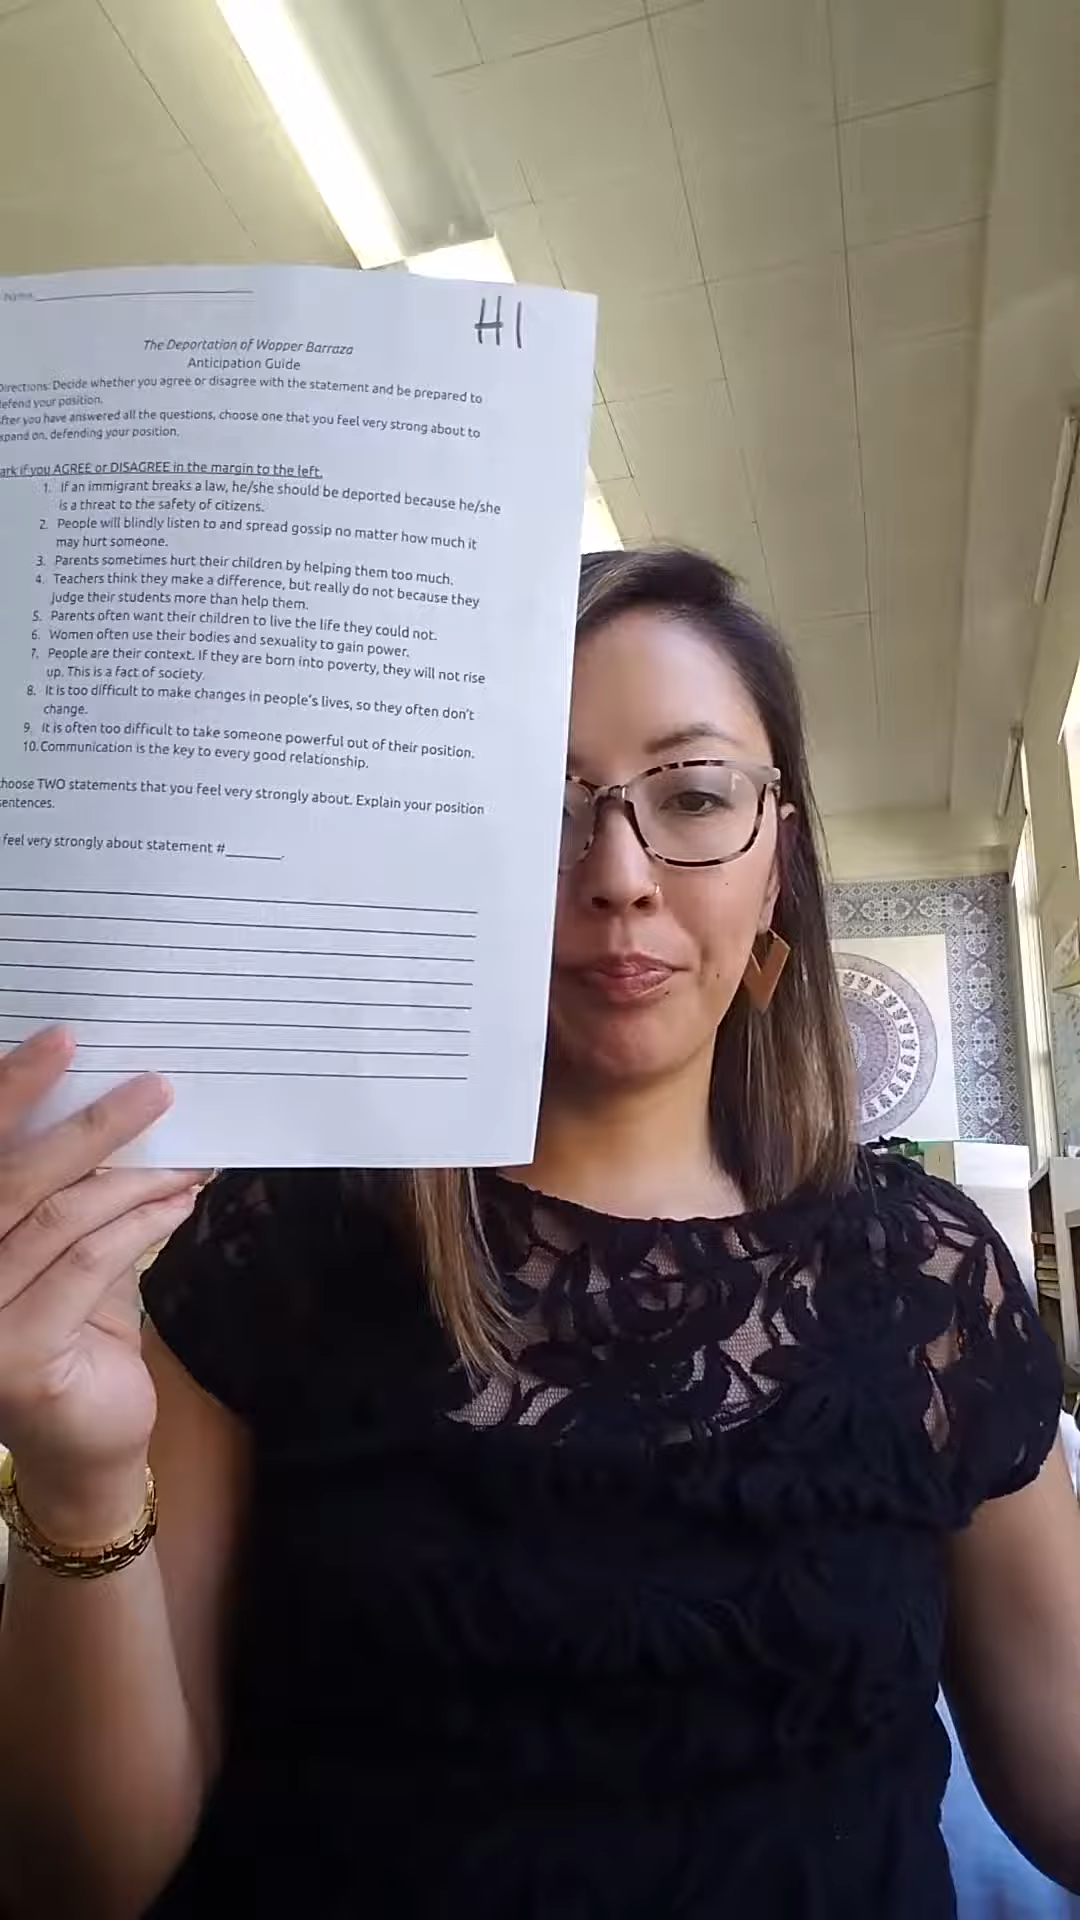 Name
H1
The Deportation of Wopper Barraza
Anticipation Guide
Directions: Decide whether you agree or disagree with the statement and be prepared to
defend your position.
After you have answered all the questions, choose one that you feel very strong about to
xpand on, defending your position.
ark if you AGREE or DISAGREE in the margin to the left.
1. If an immigrant breaks a law, he/she should be deported because he/she
is a threat to the safety of citizens.
2. People will blindly listen to and spread gossip no matter how much it
may hurt someone.
3. Parents sometimes hurt their children by helping them too much.
4. Teachers think they make a difference, but really do not because they
judge their students more than help them.
5. Parents often want their children to live the life they could not.
6. Women often use their bodies and sexuality to gain power.
7. People are their context. If they are born into poverty, they will not rise
up. This is a fact of society.
8. It is too difficult to make changes in people's lives, so they often don't
change.
9. It is often too difficult to take someone powerful out of their position.
10. Communication is the key to every good relationship.
hoose TWO statements that you feel very strongly about. Explain your position
sentences.
feel very strongly about statement #______.